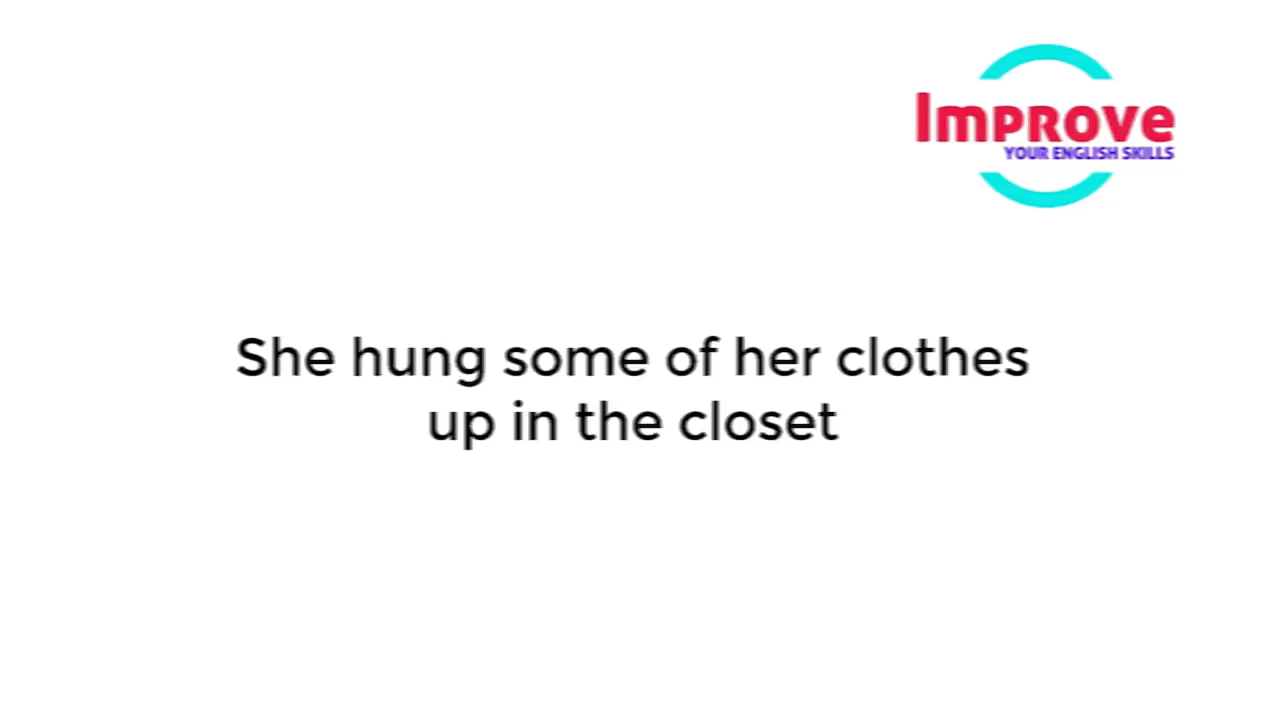 Improve
YOUR ENGLISH SKILLS
She hung some of her clothes
up in the closet